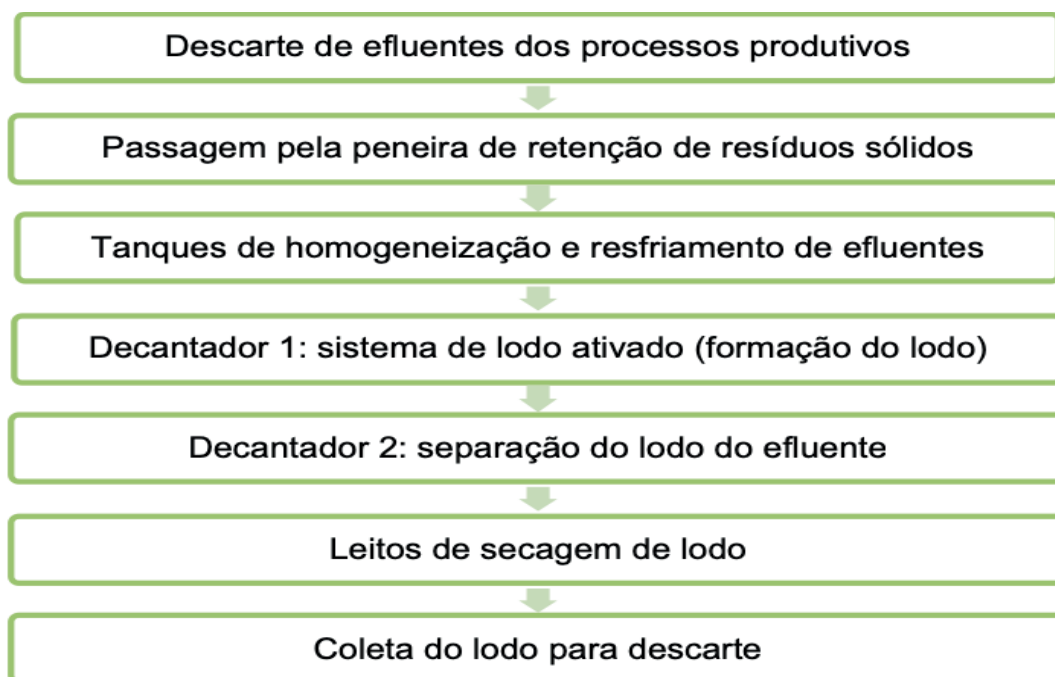 Descarte de efluentes dos processos produtivos
Passagem pela peneira de retenção de resíduos sólidos
Tanques de homogeneização e resfriamento de efluentes
Decantador 1: sistema de lodo ativado (formação do lodo)
Decantador 2: separação do lodo do efluente
Leitos de secagem de lodo
Coleta do lodo para descarte